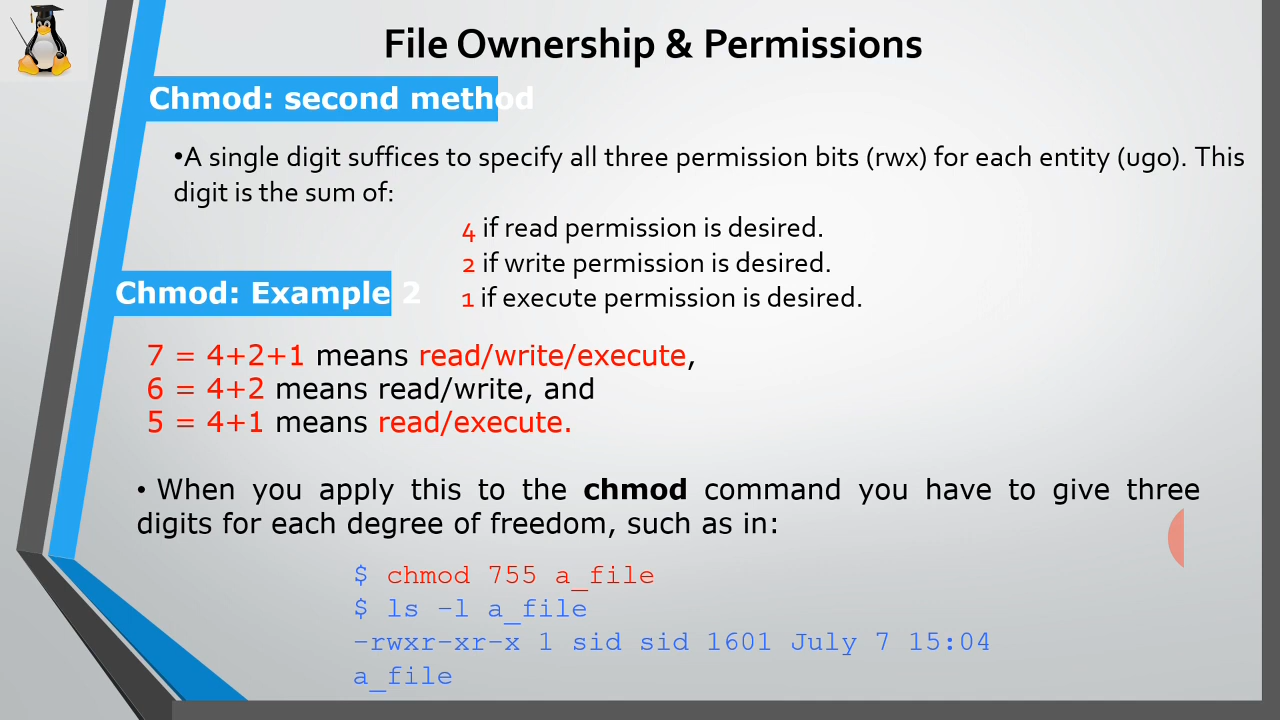 File Ownership & Permissions
Chmod: second method
•A single digit suffices to specify all three permission bits (rwx) for each entity (ugo). This
digit is the sum of:
4 if read permission is desired.
2 if write permission is desired.
1 if execute permission is desired.
Chmod: Example 2
7 = 4+2+1 means read/write/execute,
6 = 4+2 means read/write, and
5 = 4+1 means read/execute.
• When you apply this to the chmod command you have to give three
digits for each degree of freedom, such as in:
$ chmod 755 a_file
$ ls -l a_file
-rwxr-xr-x 1 sid sid 1601 July 7 15:04
a_file